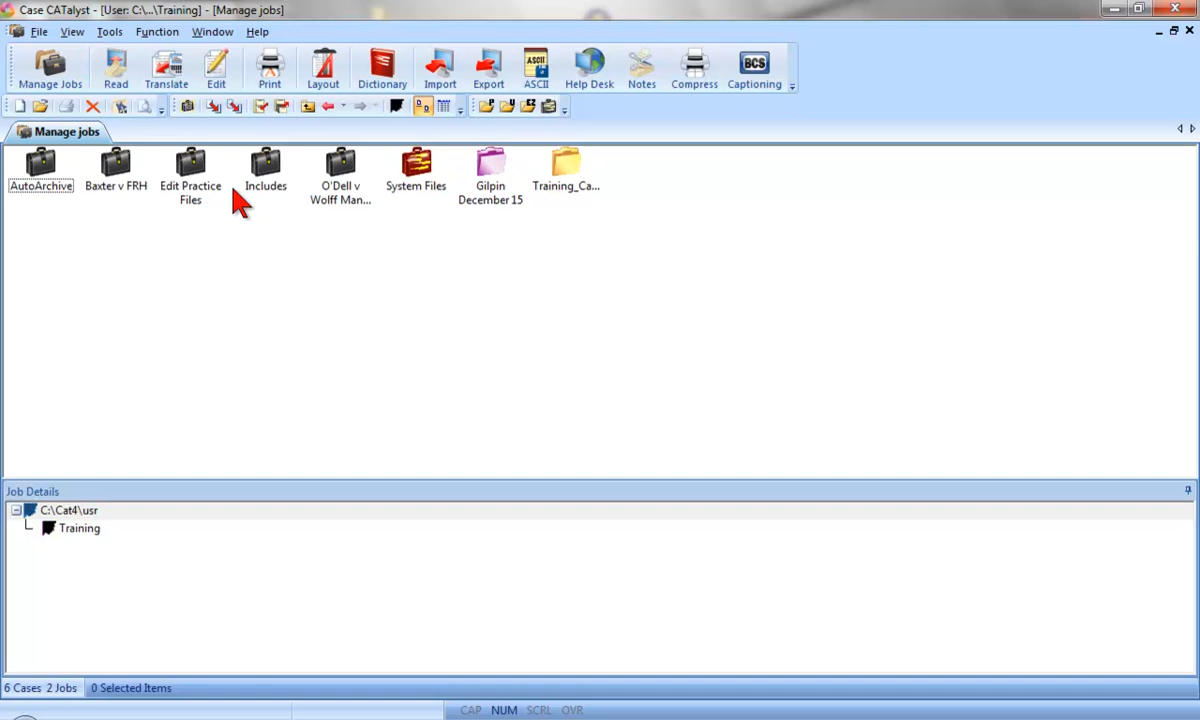 Case CATalyst - [User: C:\...\Training] - [Manage jobs]
File View Tools Function Window Help
Manage Jobs Read Translate Edit Print Layout Dictionary Import Export ASCII Help Desk Notes Compress Captioning
ASCII
BCS
Manage jobs
AutoArchive Baxter v FRH Edit Practice Files Includes O'Dell v Wolff Man... System Files Gilpin December 15 Training_Ca...
Job Details
C:\Cat4\usr
Training
6 Cases 2 Jobs 0 Selected Items
CAP NUM SCRL OVR